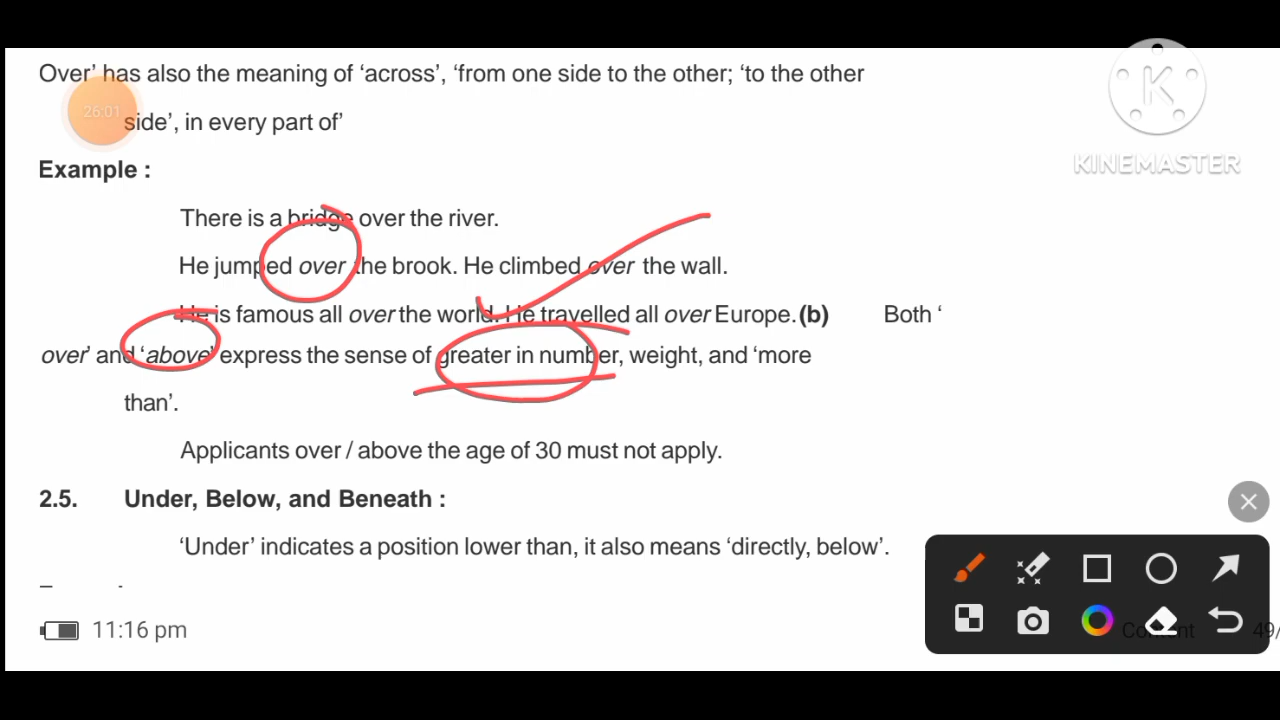 Over’ has also the meaning of ‘across’, ‘from one side to the other; ‘to the other
26:01
side’, in every part of’
KINEMASTER
Example :
There is a bridge over the river.
He jumped over the brook. He climbed over the wall.
He is famous all over the world. He travelled all over Europe.(b) Both ‘
over’ and ‘above’ express the sense of greater in number, weight, and ‘more
than’.
Applicants over / above the age of 30 must not apply.
2.5. Under, Below, and Beneath :
‘Under’ indicates a position lower than, it also means ‘directly, below’.
11:16 pm
Content 49/